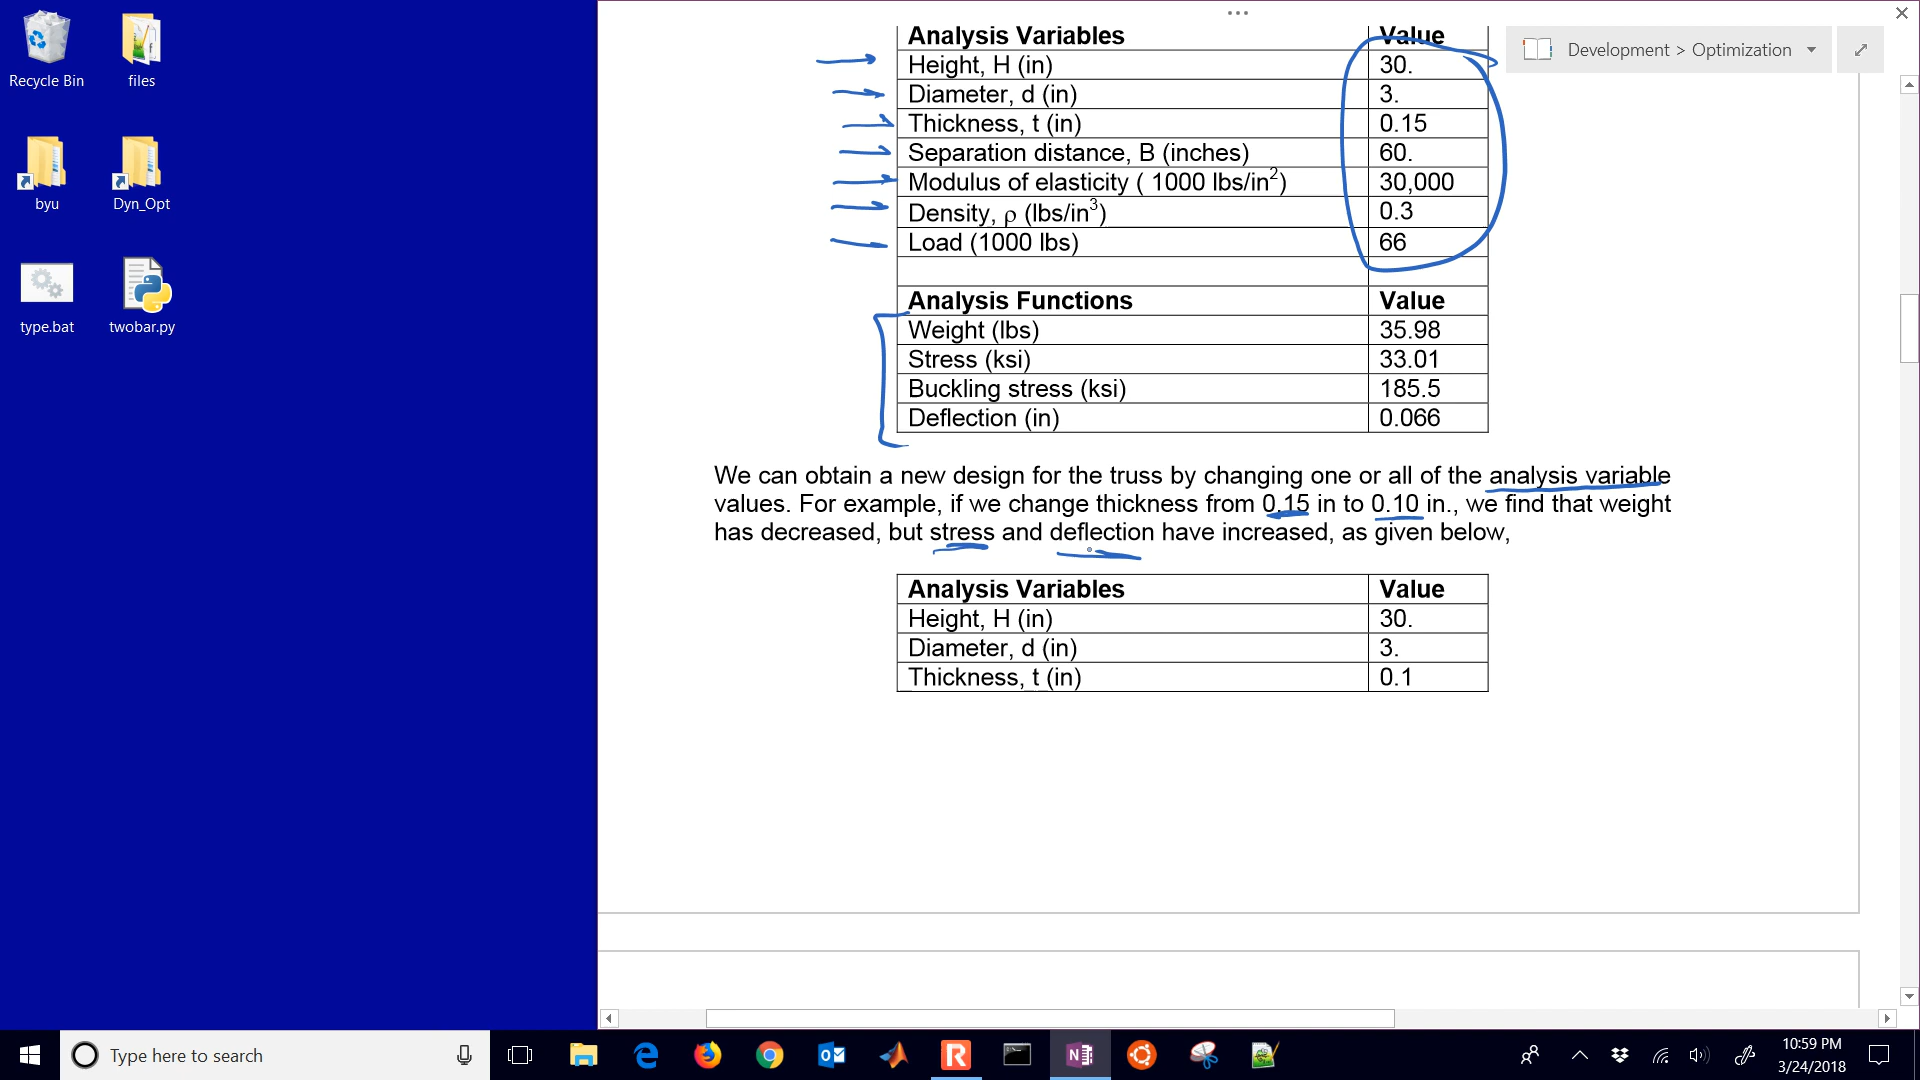 Analysis Variables Value
Height, H (in) 30.
Diameter, d (in) 3.
Thickness, t (in) 0.15
Separation distance, B (inches) 60.
Modulus of elasticity ( 1000 lbs/in2) 30,000
Density, ρ (lbs/in3) 0.3
Load (1000 lbs) 66
Analysis Functions Value
Weight (lbs) 35.98
Stress (ksi) 33.01
Buckling stress (ksi) 185.5
Deflection (in) 0.066
We can obtain a new design for the truss by changing one or all of the analysis variable
values. For example, if we change thickness from 0.15 in to 0.10 in., we find that weight
has decreased, but stress and deflection have increased, as given below,
Analysis Variables Value
Height, H (in) 30.
Diameter, d (in) 3.
Thickness, t (in) 0.1
Development > Optimization
Recycle Bin files
byu Dyn_Opt
type.bat twobar.py
Type here to search
10:59 PM
3/24/2018